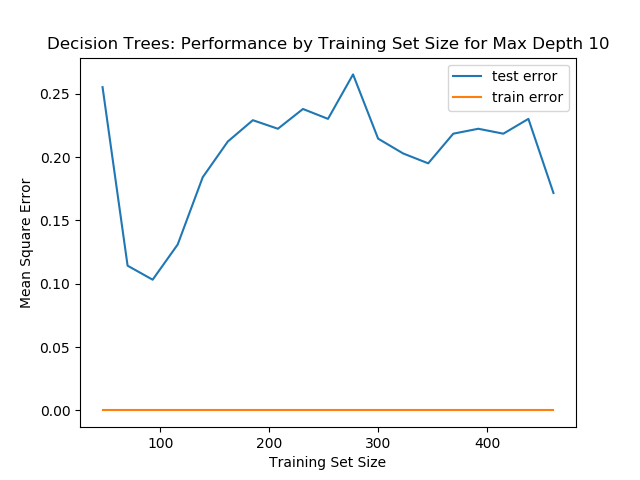 Decision Trees: Performance by Training Set Size for Max Depth 10
test error
train error
0.25
0.20
0.15
0.10
0.05
0.00
Mean Square Error
100 200 300 400
Training Set Size